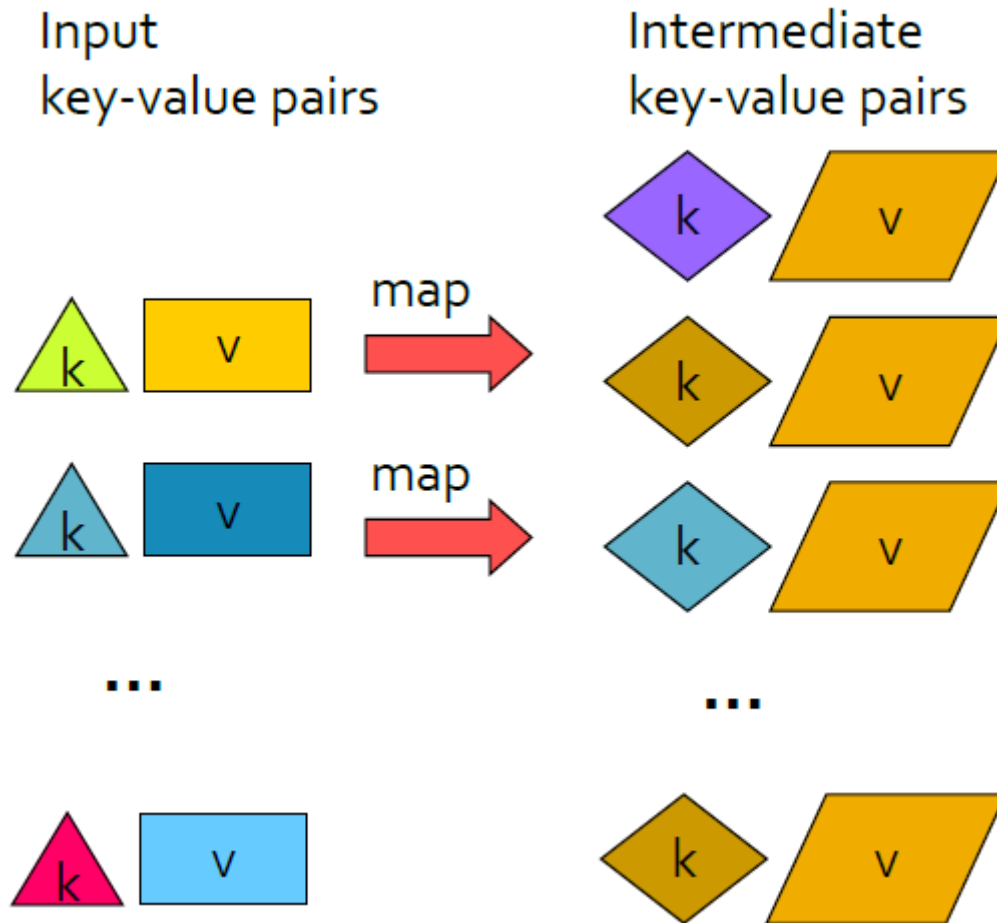 Input
key-value pairs
Intermediate
key-value pairs
k v
map
k v
k v
map
k v
k v
k v
...
...
k v
k v